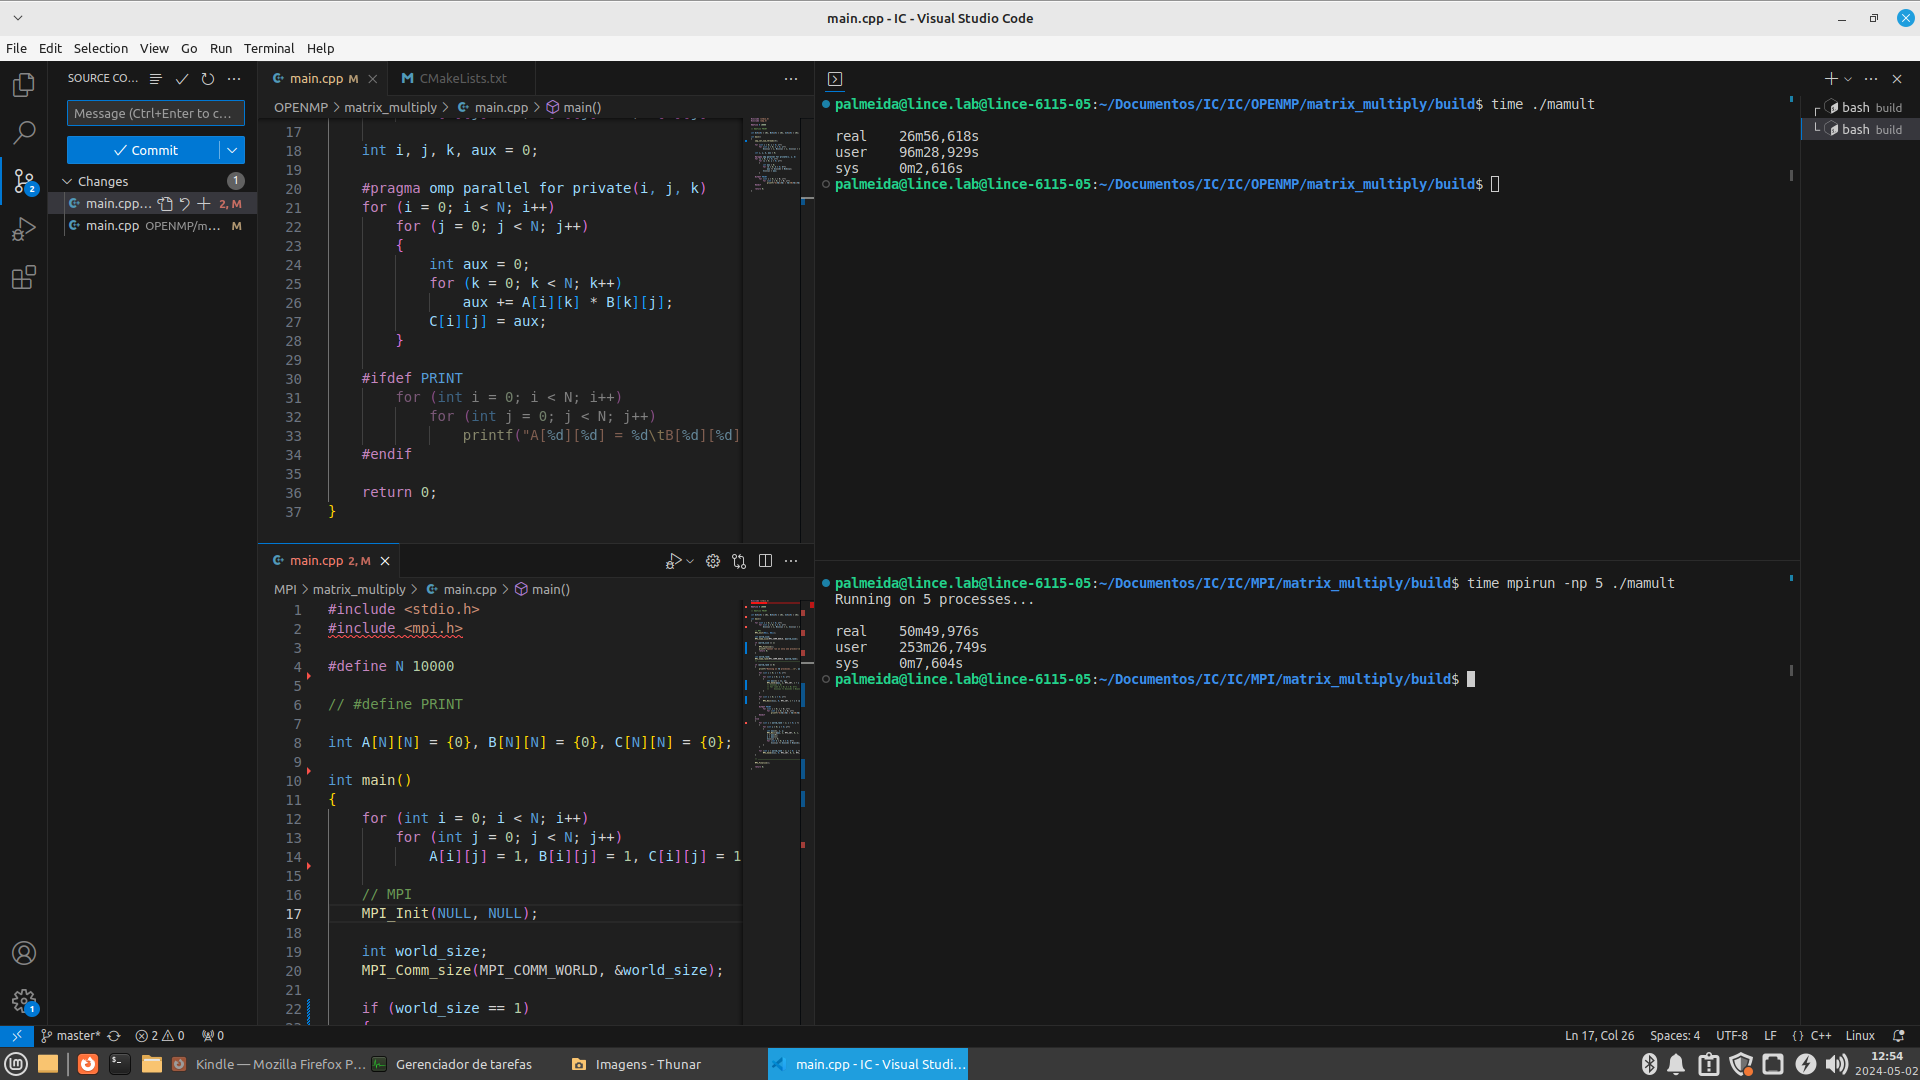 main.cpp - IC - Visual Studio Code
File Edit Selection View Go Run Terminal Help
SOURCE CO...
Message (Ctrl+Enter to c...
Commit
Changes 1
main.cpp... 2, M
main.cpp OPENMP/m... M
2
1
main.cpp M
CMakeLists.txt
OPENMP > matrix_multiply > main.cpp > main()
17
18 int i, j, k, aux = 0;
19
20 #pragma omp parallel for private(i, j, k)
21 for (i = 0; i < N; i++)
22 for (j = 0; j < N; j++)
23 {
24 int aux = 0;
25 for (k = 0; k < N; k++)
26 aux += A[i][k] * B[k][j];
27 C[i][j] = aux;
28 }
29
30 #ifdef PRINT
31 for (int i = 0; i < N; i++)
32 for (int j = 0; j < N; j++)
33 printf("A[%d][%d] = %d\tB[%d][%d]
34 #endif
35
36 return 0;
37 }
main.cpp 2, M
MPI > matrix_multiply > main.cpp > main()
1 #include <stdio.h>
2 #include <mpi.h>
3
4 #define N 10000
5
6 // #define PRINT
7
8 int A[N][N] = {0}, B[N][N] = {0}, C[N][N] = {0};
9
10 int main()
11 {
12 for (int i = 0; i < N; i++)
13 for (int j = 0; j < N; j++)
14 A[i][j] = 1, B[i][j] = 1, C[i][j] = 1
15
16 // MPI
17 MPI_Init(NULL, NULL);
18
19 int world_size;
20 MPI_Comm_size(MPI_COMM_WORLD, &world_size);
21
22 if (world_size == 1)
palmeida@lince.lab@lince-6115-05:~/Documentos/IC/IC/OPENMP/matrix_multiply/build$ time ./mamult
real 26m56,618s
user 96m28,929s
sys 0m2,616s
palmeida@lince.lab@lince-6115-05:~/Documentos/IC/IC/OPENMP/matrix_multiply/build$
palmeida@lince.lab@lince-6115-05:~/Documentos/IC/IC/MPI/matrix_multiply/build$ time mpirun -np 5 ./mamult
Running on 5 processes...
real 50m49,976s
user 253m26,749s
sys 0m7,604s
palmeida@lince.lab@lince-6115-05:~/Documentos/IC/IC/MPI/matrix_multiply/build$
bash build
bash build
master* 2 0 0
Ln 17, Col 26 Spaces: 4 UTF-8 LF {} C++ Linux
Kindle — Mozilla Firefox P...
Gerenciador de tarefas
Imagens - Thunar
main.cpp - IC - Visual Studi...
12:54
2024-05-02